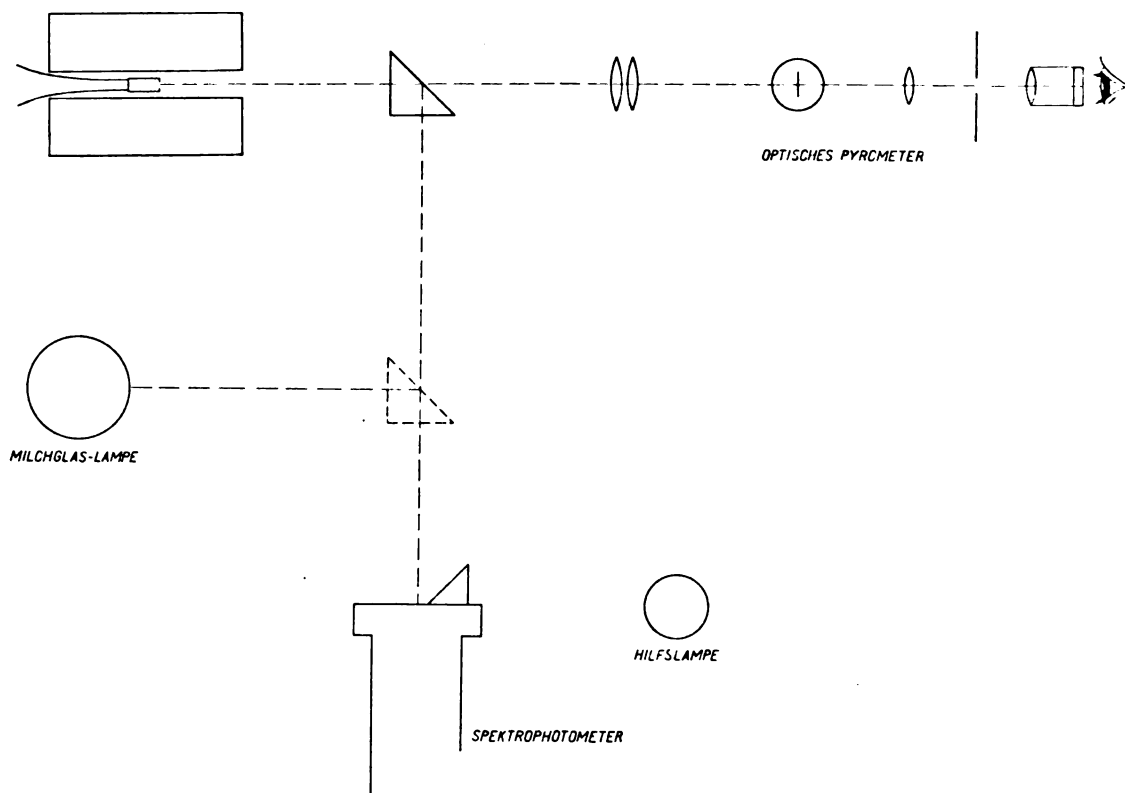 OPTISCHES PYRCMETER
MILCHGLAS-LAMPE
HILFSLAMPE
SPEKTROPHOTOMETER